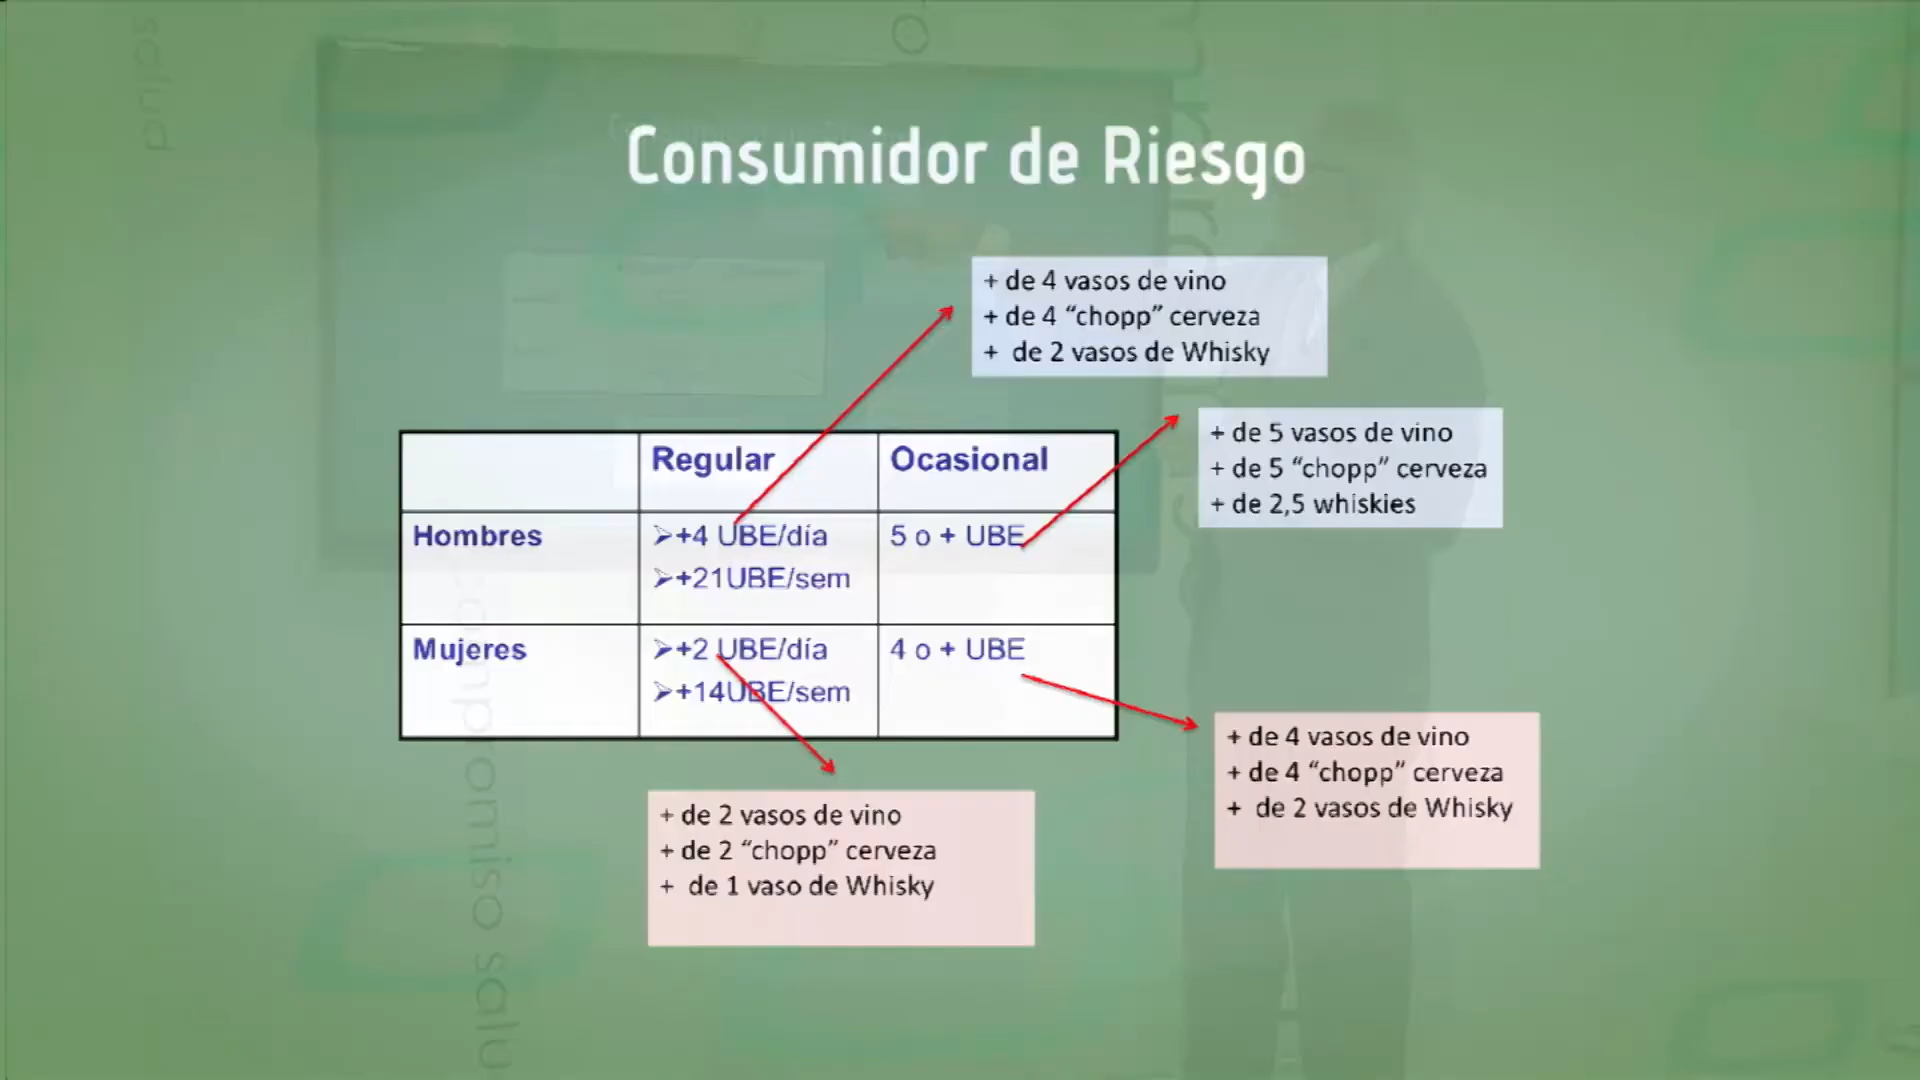 Consumidor de Riesgo
+ de 4 vasos de vino
+ de 4 “chopp” cerveza
+ de 2 vasos de Whisky
+ de 5 vasos de vino
+ de 5 “chopp” cerveza
+ de 2,5 whiskies
Regular
Ocasional
Hombres
➢+4 UBE/día
➢+21UBE/sem
5 o + UBE
Mujeres
➢+2 UBE/día
➢+14UBE/sem
4 o + UBE
+ de 4 vasos de vino
+ de 4 “chopp” cerveza
+ de 2 vasos de Whisky
+ de 2 vasos de vino
+ de 2 “chopp” cerveza
+ de 1 vaso de Whisky
salud